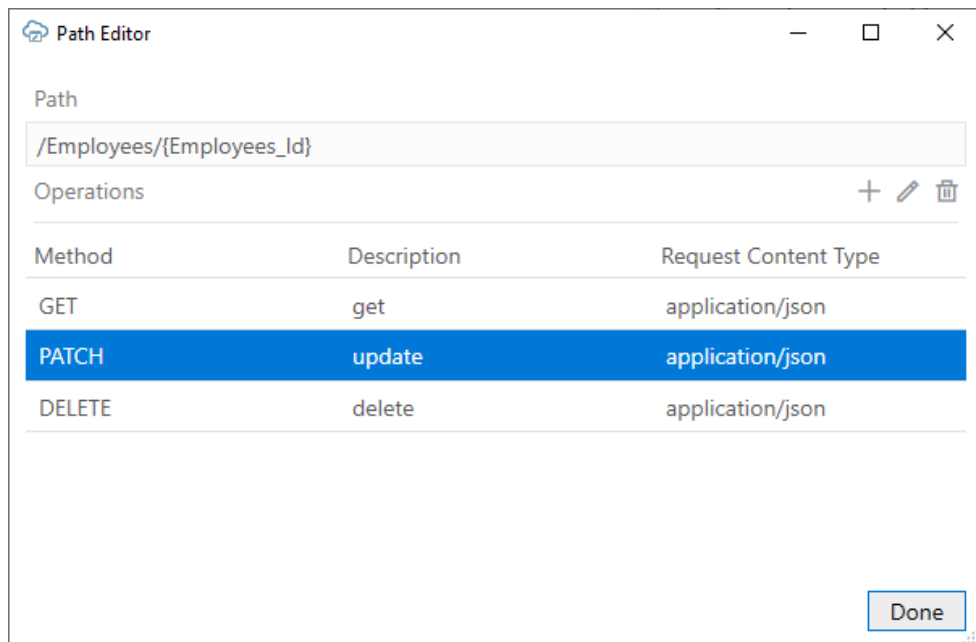 Path Editor
Path
/Employees/{Employees_Id}
Operations
Method Description Request Content Type
GET get application/json
PATCH update application/json
DELETE delete application/json
Done